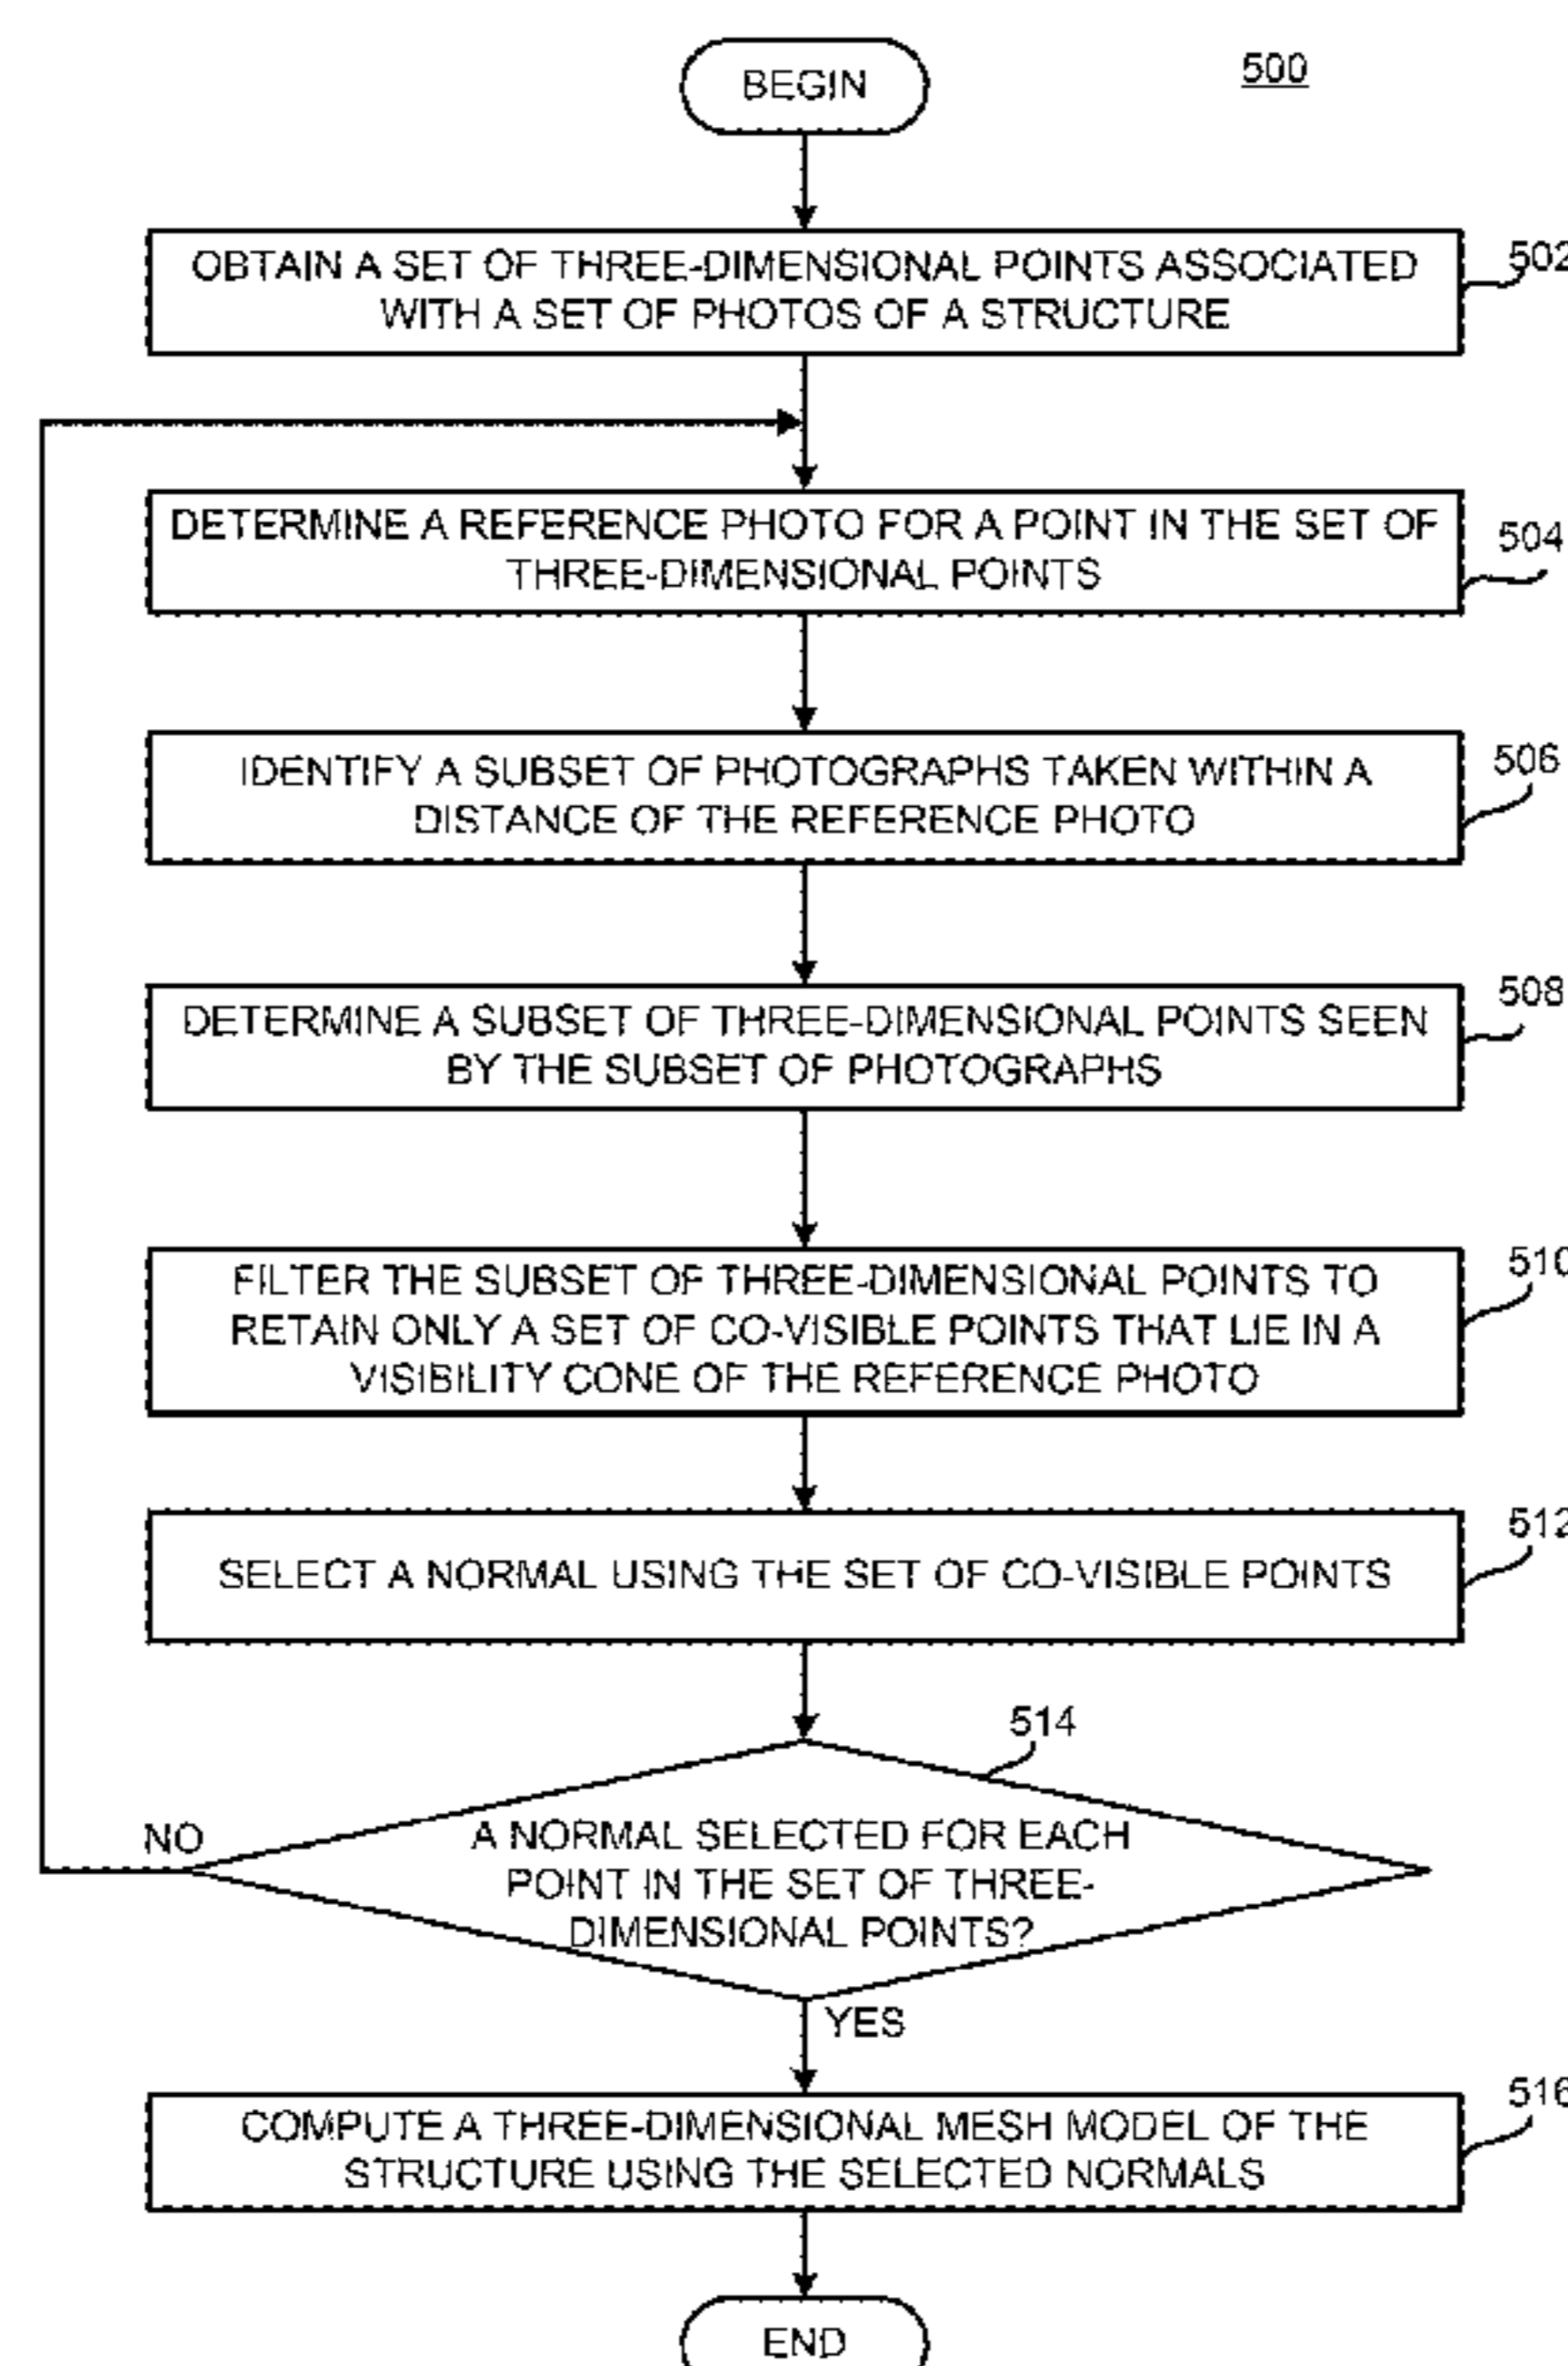 BEGIN
500
OBTAIN A SET OF THREE-DIMENSIONAL POINTS ASSOCIATED
WITH A SET OF PHOTOS OF A STRUCTURE
502
DETERMINE A REFERENCE PHOTO FOR A POINT IN THE SET OF
THREE-DIMENSIONAL POINTS
504
IDENTIFY A SUBSET OF PHOTOGRAPHS TAKEN WITHIN A
DISTANCE OF THE REFERENCE PHOTO
506
DETERMINE A SUBSET OF THREE-DIMENSIONAL POINTS SEEN
BY THE SUBSET OF PHOTOGRAPHS
508
FILTER THE SUBSET OF THREE-DIMENSIONAL POINTS TO
RETAIN ONLY A SET OF CO-VISIBLE POINTS THAT LIE IN A
VISIBILITY CONE OF THE REFERENCE PHOTO
510
SELECT A NORMAL USING THE SET OF CO-VISIBLE POINTS
512
514
NO
A NORMAL SELECTED FOR EACH
POINT IN THE SET OF THREE-
DIMENSIONAL POINTS?
YES
COMPUTE A THREE-DIMENSIONAL MESH MODEL OF THE
STRUCTURE USING THE SELECTED NORMALS
516
END